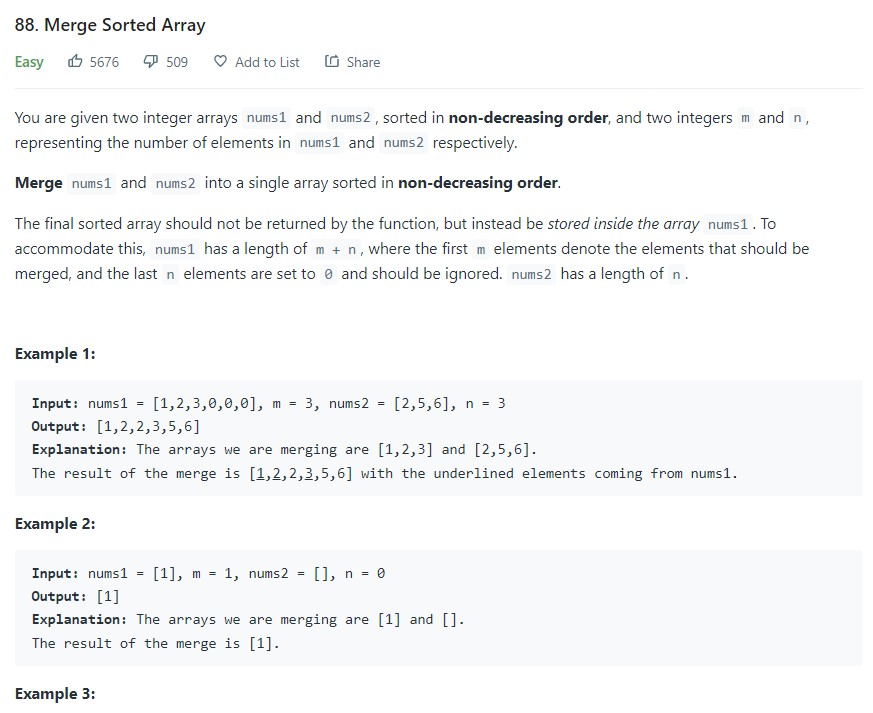 88. Merge Sorted Array
Easy 5676 509 Add to List Share
You are given two integer arrays nums1 and nums2, sorted in non-decreasing order, and two integers m and n,
representing the number of elements in nums1 and nums2 respectively.
Merge nums1 and nums2 into a single array sorted in non-decreasing order.
The final sorted array should not be returned by the function, but instead be stored inside the array nums1. To
accommodate this, nums1 has a length of m + n, where the first m elements denote the elements that should be
merged, and the last n elements are set to 0 and should be ignored. nums2 has a length of n.
Example 1:
Input: nums1 = [1,2,3,0,0,0], m = 3, nums2 = [2,5,6], n = 3
Output: [1,2,2,3,5,6]
Explanation: The arrays we are merging are [1,2,3] and [2,5,6].
The result of the merge is [1,2,2,3,5,6] with the underlined elements coming from nums1.
Example 2:
Input: nums1 = [1], m = 1, nums2 = [], n = 0
Output: [1]
Explanation: The arrays we are merging are [1] and [].
The result of the merge is [1].
Example 3: